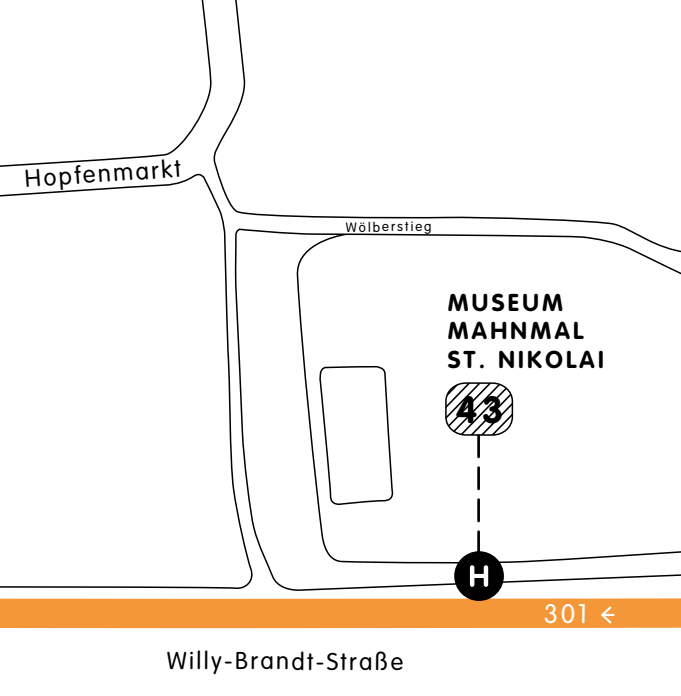 Hopfenmarkt
Wölberstieg
MUSEUM
MAHNMAL
ST. NIKOLAI
43
H
301 ←
Willy-Brandt-Straße